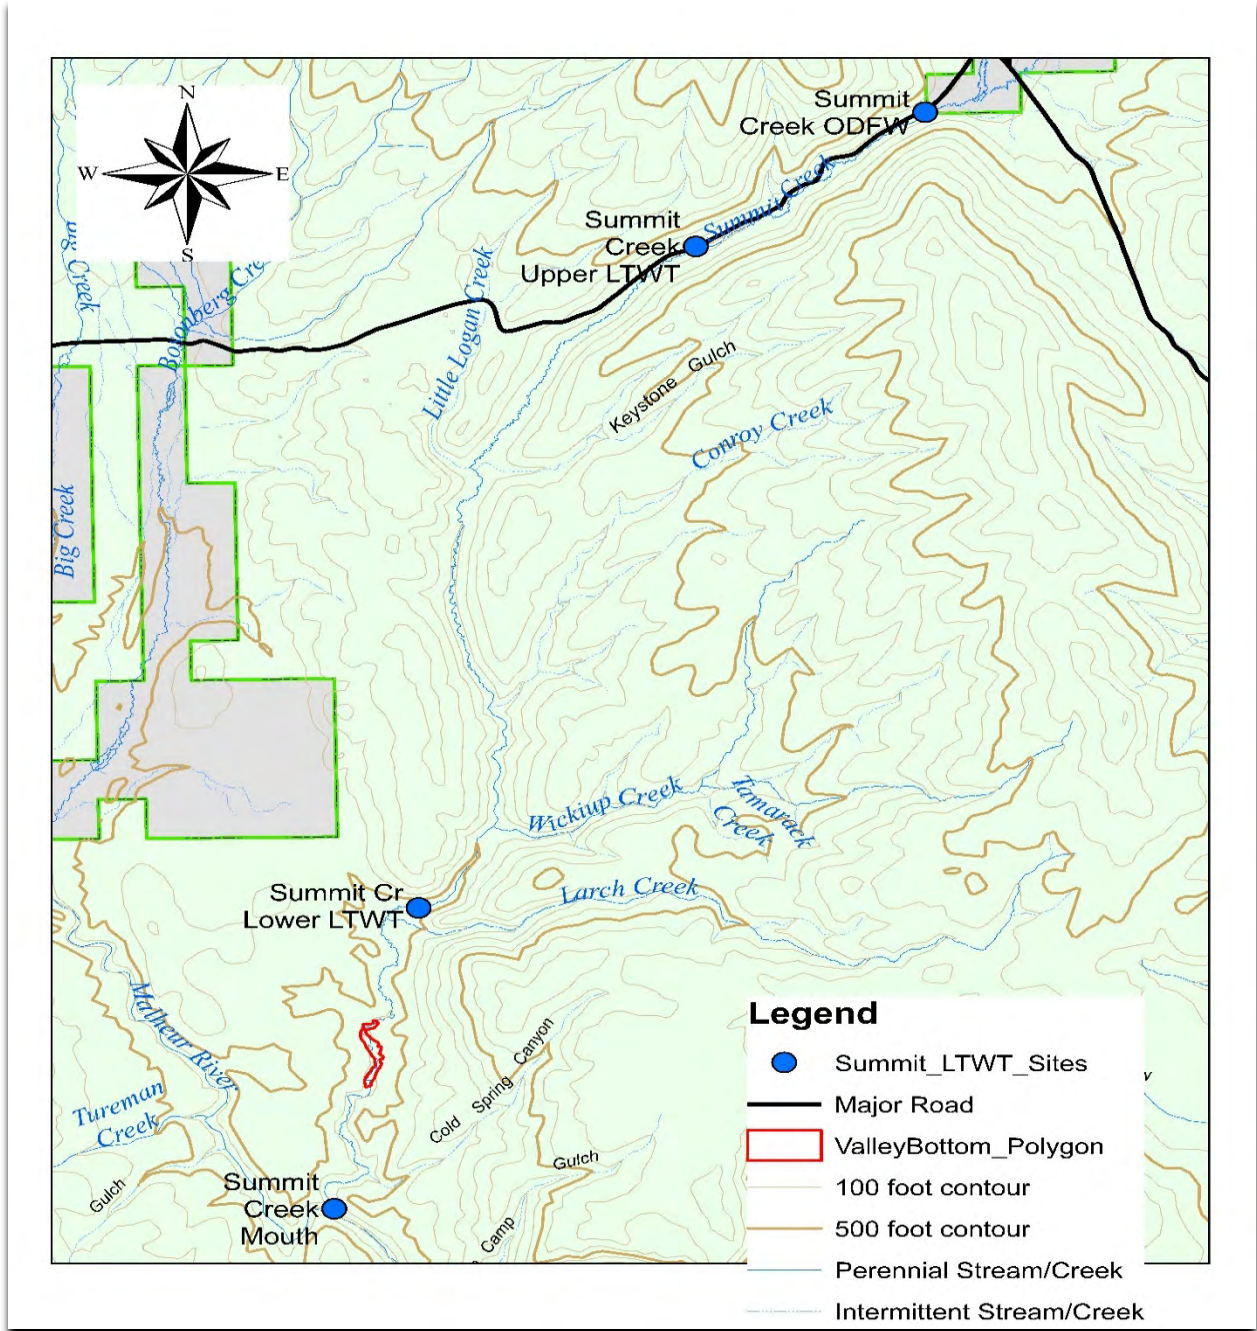 N
W
E
S
Summit
Creek ODFW
Summit Creek
Summit
Creek
Upper LTWT
Little Logan Creek
Bosonberg Cre
Creek
Keystone Gulch
Conroy Creek
Big Creek
Wickiup Creek
Tamarack
Creek
Larch Creek
Summit Cr
Lower LTWT
Malheur River
Tureman
Creek
Cold Spring Canyon
Gulch
Gulch
Camp
Summit
Creek
Mouth
Legend
Summit_LTWT_Sites
Major Road
ValleyBottom_Polygon
100 foot contour
500 foot contour
Perennial Stream/Creek
Intermittent Stream/Creek